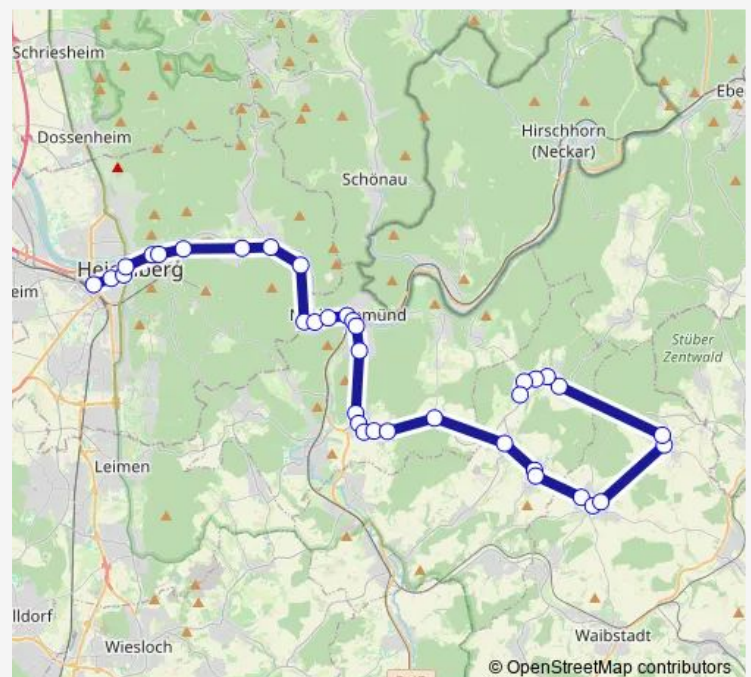 Schriesheim
Ebe
Dossenheim
Hirschhorn
(Neckar)
Schönau
eim
Stüber
Zentwald
Leimen
lldorf
Wiesloch
Waibstadt
© OpenStreetMap contributors